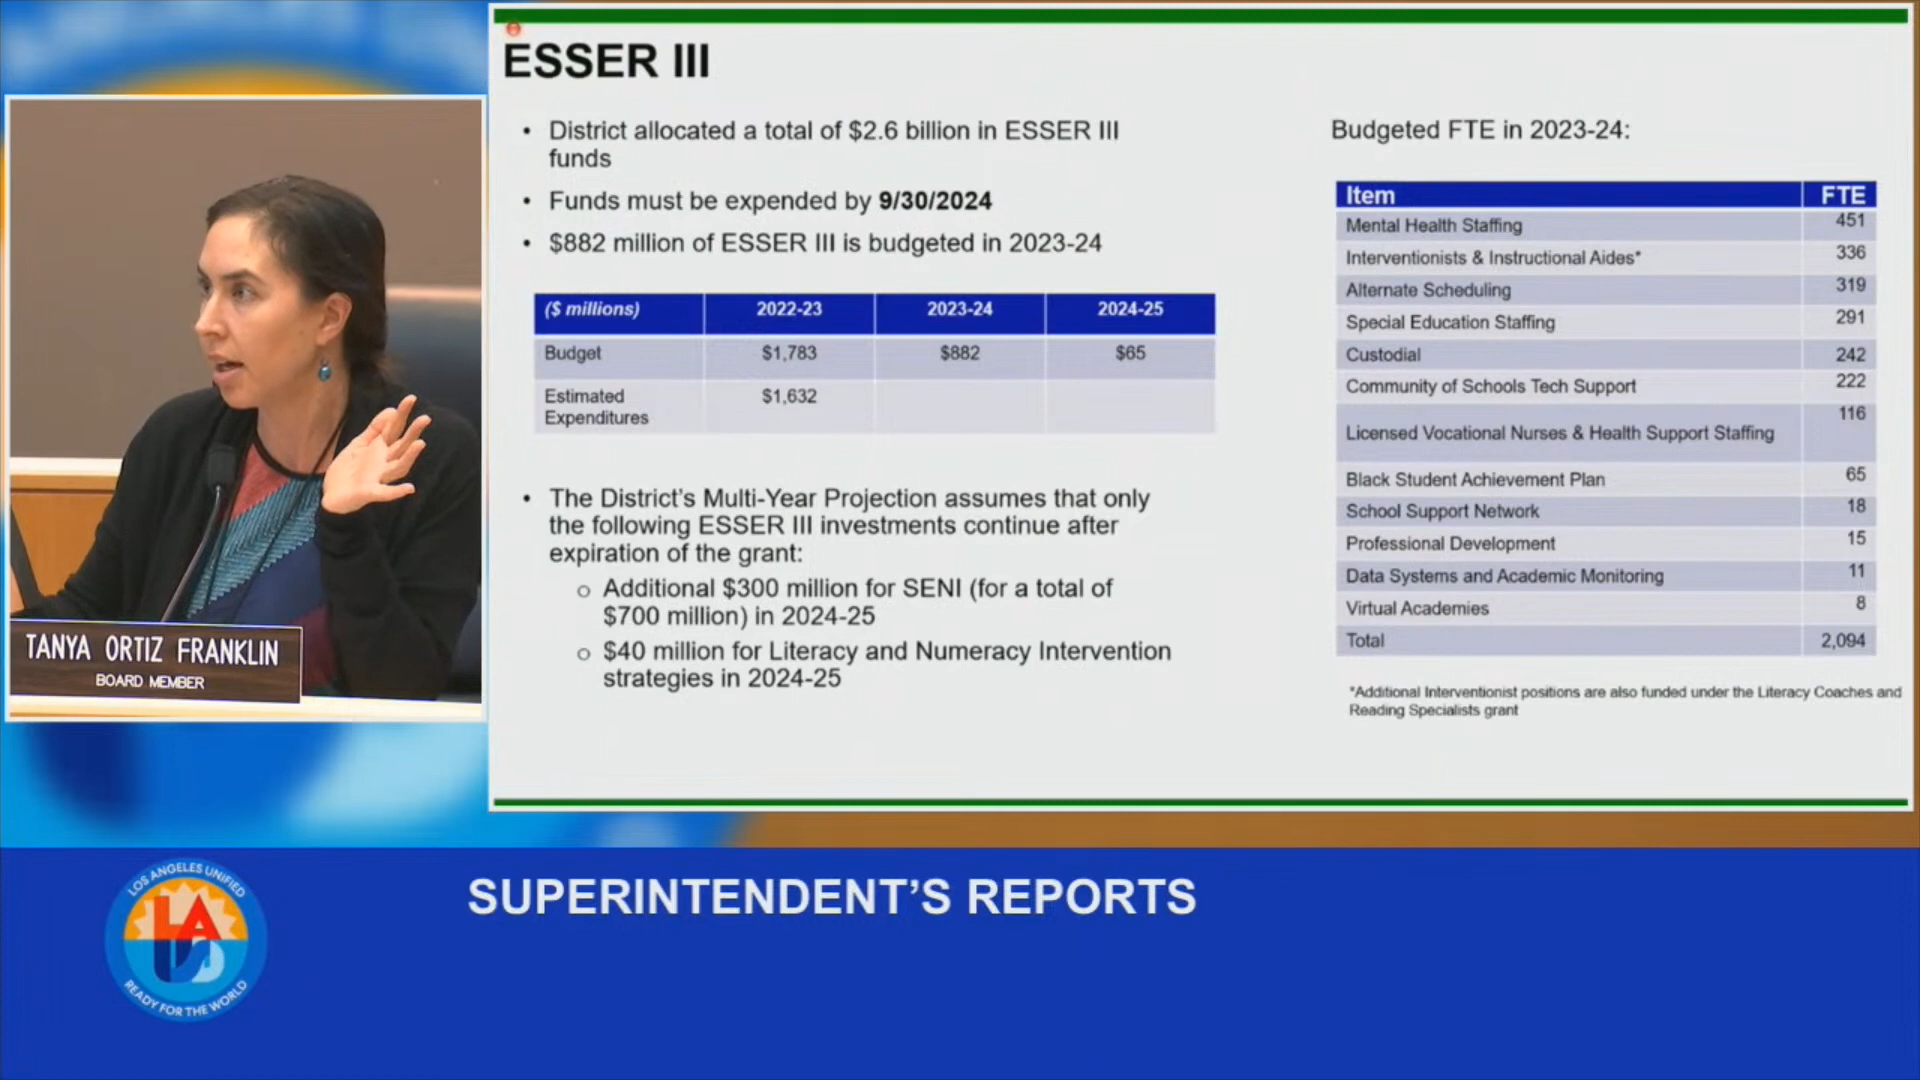 ESSER III
• District allocated a total of $2.6 billion in ESSER III
funds
• Funds must be expended by 9/30/2024
• $882 million of ESSER III is budgeted in 2023-24
($ millions) 2022-23 2023-24 2024-25
Budget $1,783 $882 $65
Estimated
Expenditures $1,632
• The District's Multi-Year Projection assumes that only
the following ESSER III investments continue after
expiration of the grant:
o Additional $300 million for SENI (for a total of
$700 million) in 2024-25
o $40 million for Literacy and Numeracy Intervention
strategies in 2024-25
Budgeted FTE in 2023-24:
Item FTE
Mental Health Staffing 451
Interventionists & Instructional Aides* 336
Alternate Scheduling 319
Special Education Staffing 291
Custodial 242
Community of Schools Tech Support 222
Licensed Vocational Nurses & Health Support Staffing 116
Black Student Achievement Plan 65
School Support Network 18
Professional Development 15
Data Systems and Academic Monitoring 11
Virtual Academies 8
Total 2,094
*Additional Interventionist positions are also funded under the Literacy Coaches and
Reading Specialists grant
TANYA ORTIZ FRANKLIN
BOARD MEMBER
SUPERINTENDENT'S REPORTS
LOS ANGELES UNIFIED
LA
USD
READY FOR THE WORLD